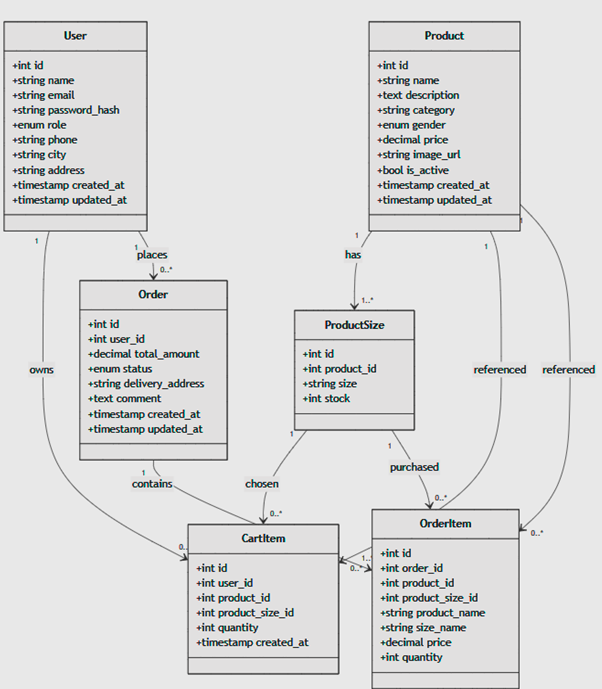 User
+int id
+string name
+string email
+string password_hash
+enum role
+string phone
+string city
+string address
+timestamp created_at
+timestamp updated_at
Product
+int id
+string name
+text description
+string category
+enum gender
+decimal price
+string image_url
+bool is_active
+timestamp created_at
+timestamp updated_at
1
1
places
0..*
1
has
1..*
1
1
Order
+int id
+int user_id
+decimal total_amount
+enum status
+string delivery_address
+text comment
+timestamp created_at
+timestamp updated_at
ProductSize
+int id
+int product_id
+string size
+int stock
owns
referenced
referenced
1
contains
1
chosen
0..*
1
purchased
0..*
CartItem
+int id
+int user_id
+int product_id
+int product_size_id
+int quantity
+timestamp created_at
OrderItem
+int id
+int order_id
+int product_id
+int product_size_id
+string product_name
+string size_name
+decimal price
+int quantity
0..
1..
0..*
0..*